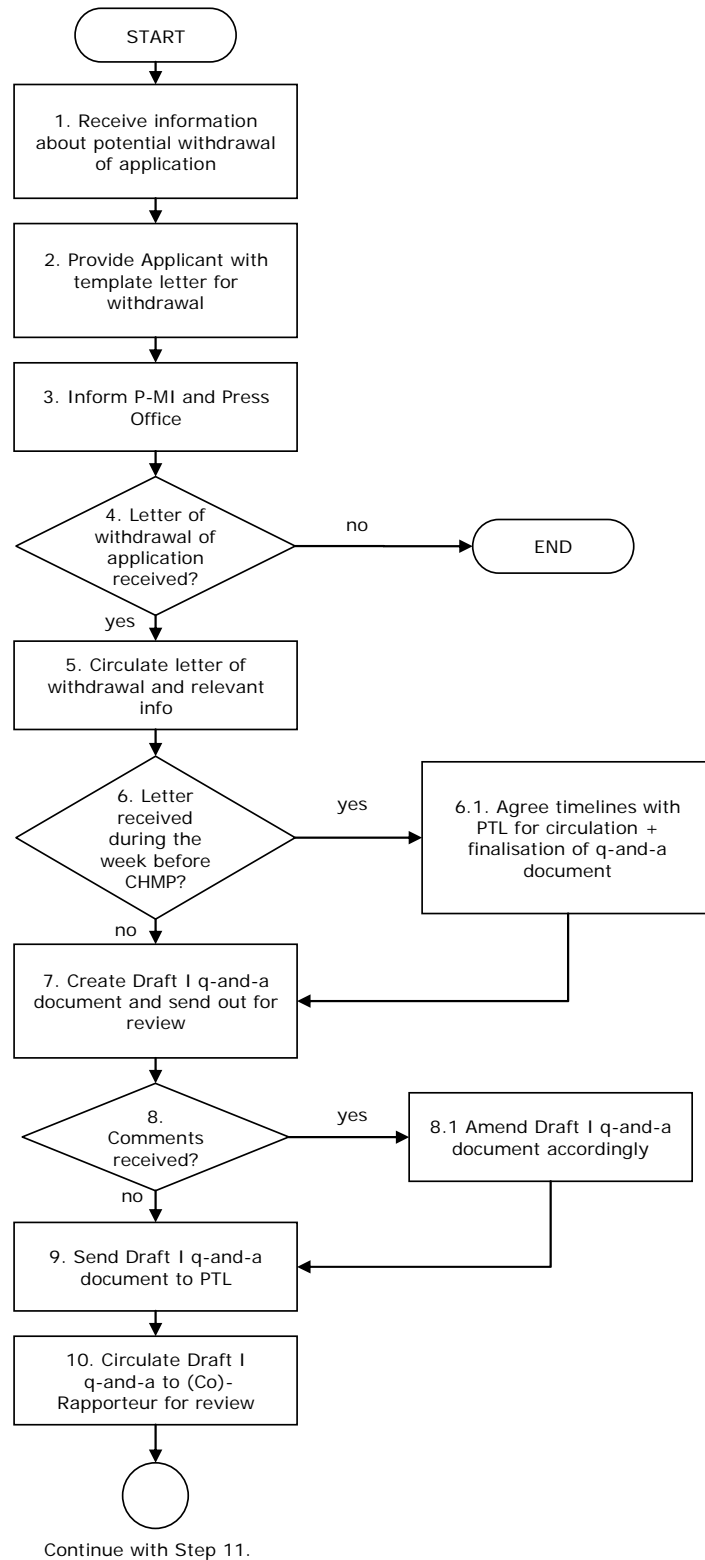 START
1. Receive information
about potential withdrawal
of application
2. Provide Applicant with
template letter for
withdrawal
3. Inform P-MI and Press
Office
4. Letter of
withdrawal of
application
received?
no
END
yes
5. Circulate letter of
withdrawal and relevant
info
6. Letter
received
during the
week before
CHMP?
yes
6.1. Agree timelines with
PTL for circulation +
finalisation of q-and-a
document
no
7. Create Draft I q-and-a
document and send out for
review
8.
Comments
received?
yes
8.1 Amend Draft I q-and-a
document accordingly
no
9. Send Draft I q-and-a
document to PTL
10. Circulate Draft I
q-and-a to (Co)-
Rapporteur for review
Continue with Step 11.